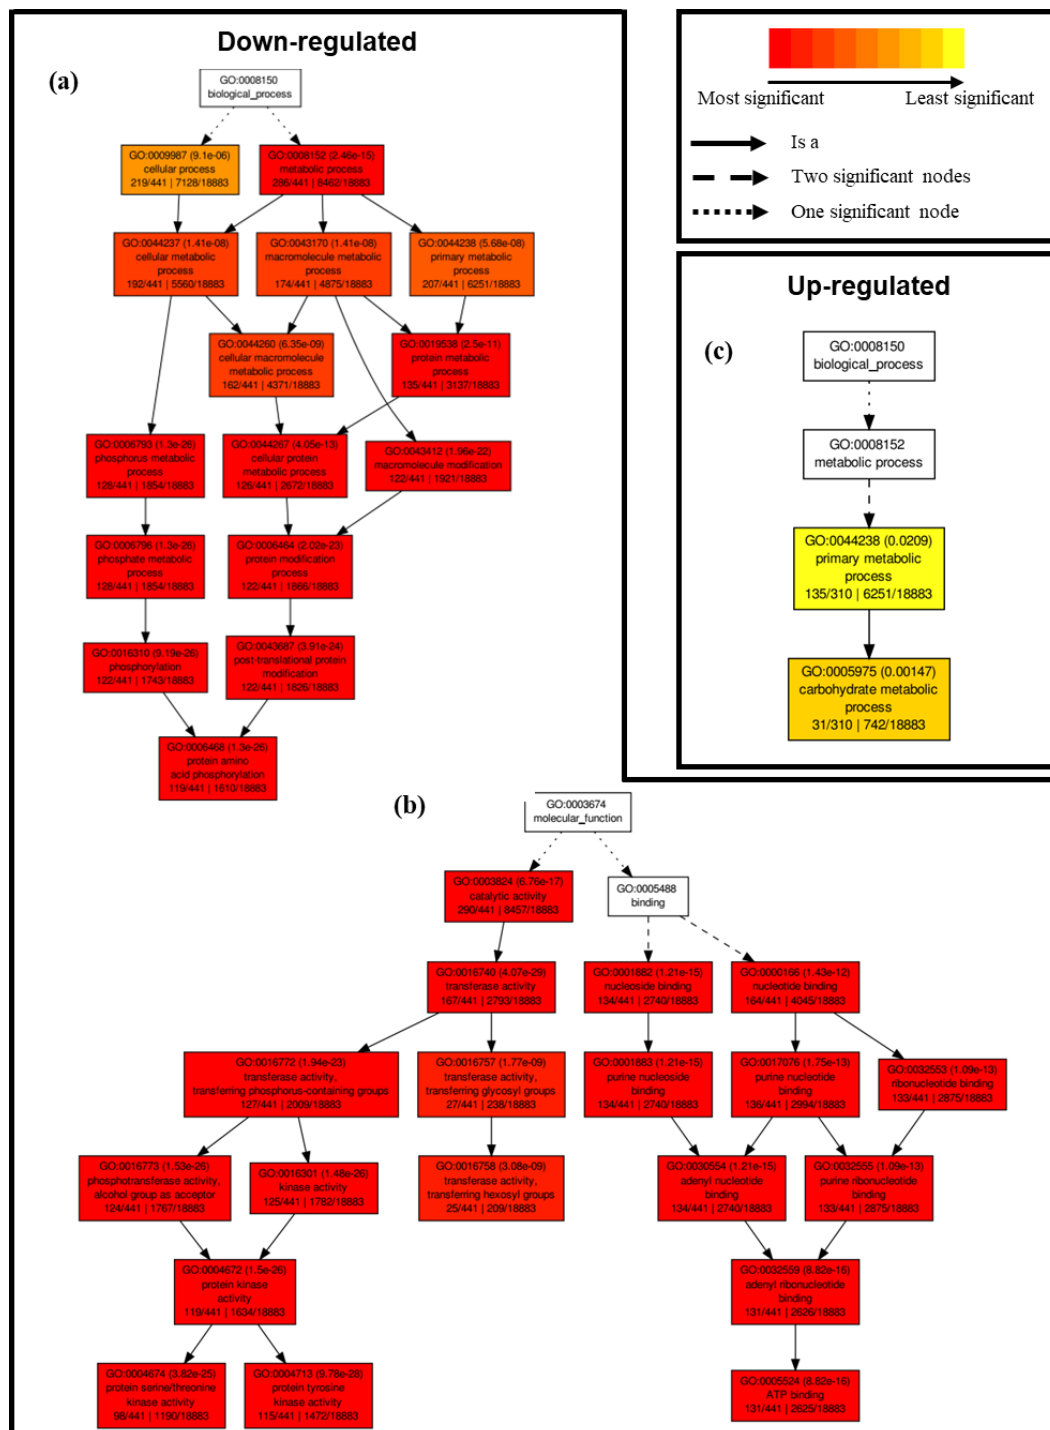 Down-regulated
(a)
GO:0008150
biological_process
GO:0009987 (9.1e-06)
cellular process
219/441 | 7128/18883
GO:0008152 (2.46e-15)
metabolic process
286/441 | 8462/18883
GO:0044237 (1.41e-08)
cellular metabolic
process
192/441 | 5560/18883
GO:0043170 (1.41e-08)
macromolecule metabolic
process
174/441 | 4875/18883
GO:0044238 (5.68e-08)
primary metabolic
process
207/441 | 6251/18883
GO:0044260 (6.35e-09)
cellular macromolecule
metabolic process
162/441 | 4371/18883
GO:0019538 (2.5e-11)
protein metabolic
process
135/441 | 3137/18883
GO:0006793 (1.3e-26)
phosphorus metabolic
process
128/441 | 1854/18883
GO:0044267 (4.05e-13)
cellular protein
metabolic process
126/441 | 2672/18883
GO:0043412 (1.96e-22)
macromolecule modification
122/441 | 1921/18883
GO:0006796 (1.3e-26)
phosphate metabolic
process
128/441 | 1854/18883
GO:0006464 (2.02e-23)
protein modification
process
122/441 | 1866/18883
GO:0016310 (9.19e-26)
phosphorylation
122/441 | 1743/18883
GO:0043687 (3.91e-24)
post-translational protein
modification
122/441 | 1826/18883
GO:0006468 (1.3e-26)
protein amino
acid phosphorylation
119/441 | 1610/18883
Most significant
Least significant
Is a
Two significant nodes
One significant node
Up-regulated
(c)
GO:0008150
biological_process
GO:0008152
metabolic process
GO:0044238 (0.0209)
primary metabolic
process
135/310 | 6251/18883
GO:0005975 (0.00147)
carbohydrate metabolic
process
31/310 | 742/18883
(b)
GO:0003674
molecular_function
GO:0003824 (6.76e-17)
catalytic activity
290/441 | 8457/18883
GO:0005488
binding
GO:0016740 (4.07e-29)
transferase activity
167/441 | 2793/18883
GO:0001882 (1.21e-15)
nucleoside binding
134/441 | 2740/18883
GO:0000166 (1.43e-12)
nucleotide binding
164/441 | 4045/18883
GO:0016772 (1.94e-23)
transferase activity,
transferring phosphorus-containing groups
127/441 | 2009/18883
GO:0016757 (1.77e-09)
transferase activity,
transferring glycosyl groups
27/441 | 238/18883
GO:0001883 (1.21e-15)
purine nucleoside
binding
134/441 | 2740/18883
GO:0017076 (1.75e-13)
purine nucleotide
binding
136/441 | 2994/18883
GO:0032553 (1.09e-13)
ribonucleotide binding
133/441 | 2875/18883
GO:0016773 (1.53e-26)
phosphotransferase activity,
alcohol group as acceptor
124/441 | 1767/18883
GO:0016301 (1.48e-26)
kinase activity
125/441 | 1782/18883
GO:0016758 (3.08e-09)
transferase activity,
transferring hexosyl groups
25/441 | 209/18883
GO:0030554 (1.21e-15)
adenyl nucleotide
binding
134/441 | 2740/18883
GO:0032555 (1.09e-13)
purine ribonucleotide
binding
133/441 | 2875/18883
GO:0004672 (1.5e-26)
protein kinase
activity
119/441 | 1634/18883
GO:0032559 (8.82e-16)
adenyl ribonucleotide
binding
131/441 | 2626/18883
GO:0004674 (3.82e-25)
protein serine/threonine
kinase activity
98/441 | 1190/18883
GO:0004713 (9.78e-28)
protein tyrosine
kinase activity
115/441 | 1472/18883
GO:0005524 (8.82e-16)
ATP binding
131/441 | 2625/18883